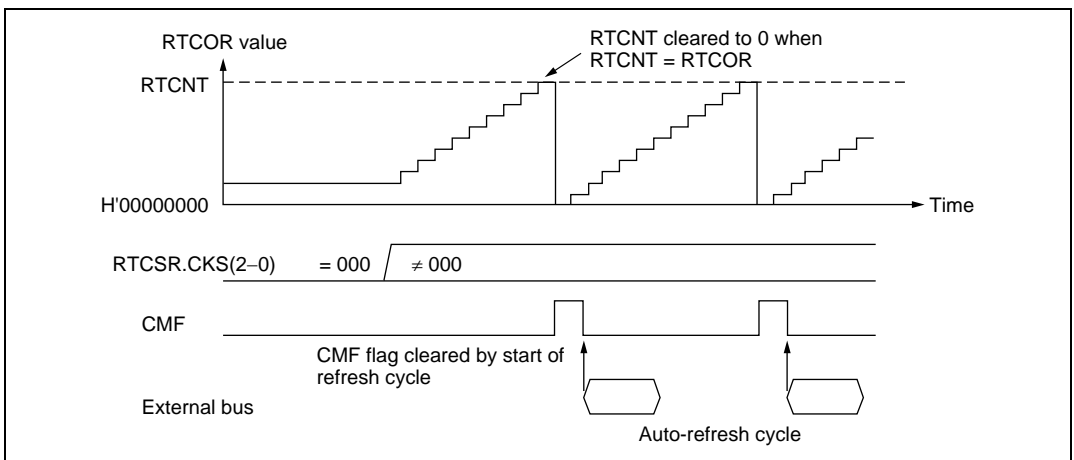 RTCOR value
RTCNT cleared to 0 when
RTCNT = RTCOR
RTCNT
H'00000000
Time
RTCSR.CKS(2–0) = 000 ≠ 000
CMF
CMF flag cleared by start of
refresh cycle
External bus
Auto-refresh cycle